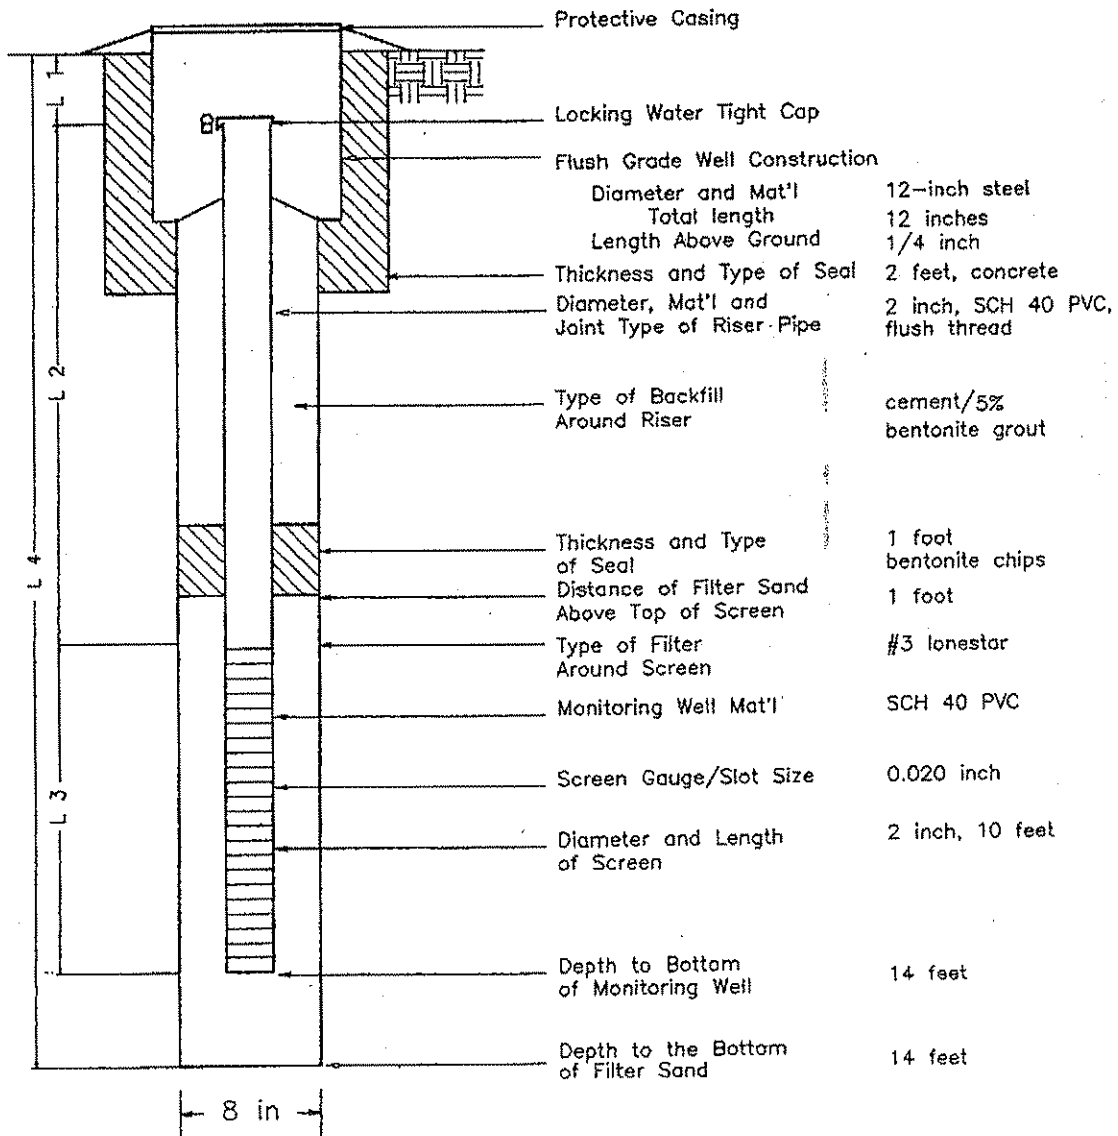 Protective Casing
L 1
Locking Water Tight Cap
Flush Grade Well Construction
Diameter and Mat'l 12-inch steel
Total length 12 inches
Length Above Ground 1/4 inch
Thickness and Type of Seal 2 feet, concrete
Diameter, Mat'l and 2 inch, SCH 40 PVC,
Joint Type of Riser Pipe flush thread
L 2
Type of Backfill cement/5%
Around Riser bentonite grout
L 4
Thickness and Type 1 foot
of Seal bentonite chips
Distance of Filter Sand 1 foot
Above Top of Screen
Type of Filter #3 lonestar
Around Screen
Monitoring Well Mat'l SCH 40 PVC
Screen Gauge/Slot Size 0.020 inch
L 3
Diameter and Length 2 inch, 10 feet
of Screen
Depth to Bottom 14 feet
of Monitoring Well
Depth to the Bottom 14 feet
of Filter Sand
8 in